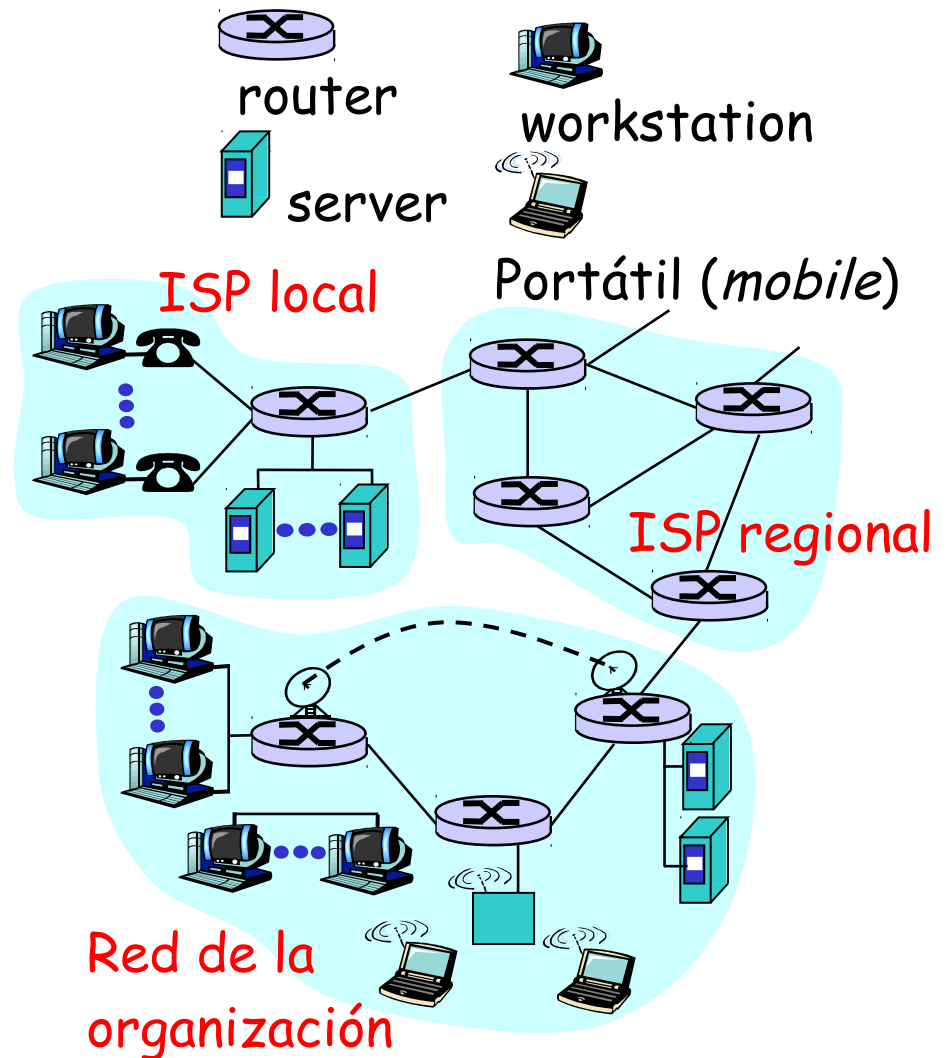 router
workstation
server
Portátil (mobile)
ISP local
ISP regional
Red de la
organización